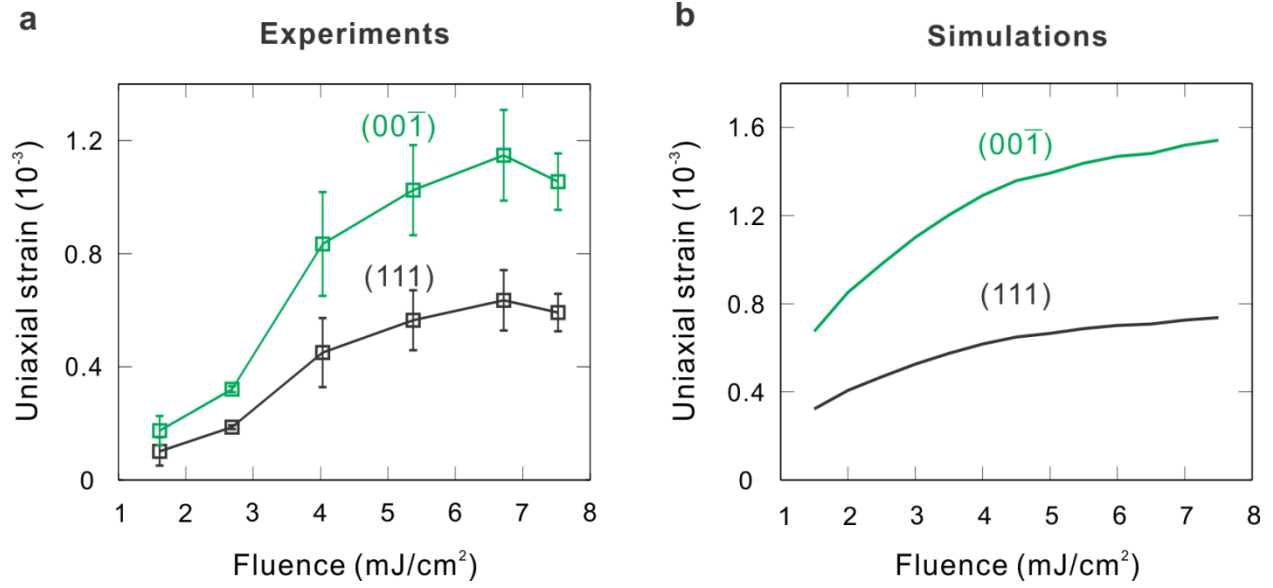 a
Experiments
Uniaxial strain (10⁻³)
1.2
0.8
0.4
0
(001̅)
(111)
1 2 3 4 5 6 7 8
Fluence (mJ/cm²)
b
Simulations
Uniaxial strain (10⁻³)
1.6
1.2
0.8
0.4
0
(001̅)
(111)
1 2 3 4 5 6 7 8
Fluence (mJ/cm²)